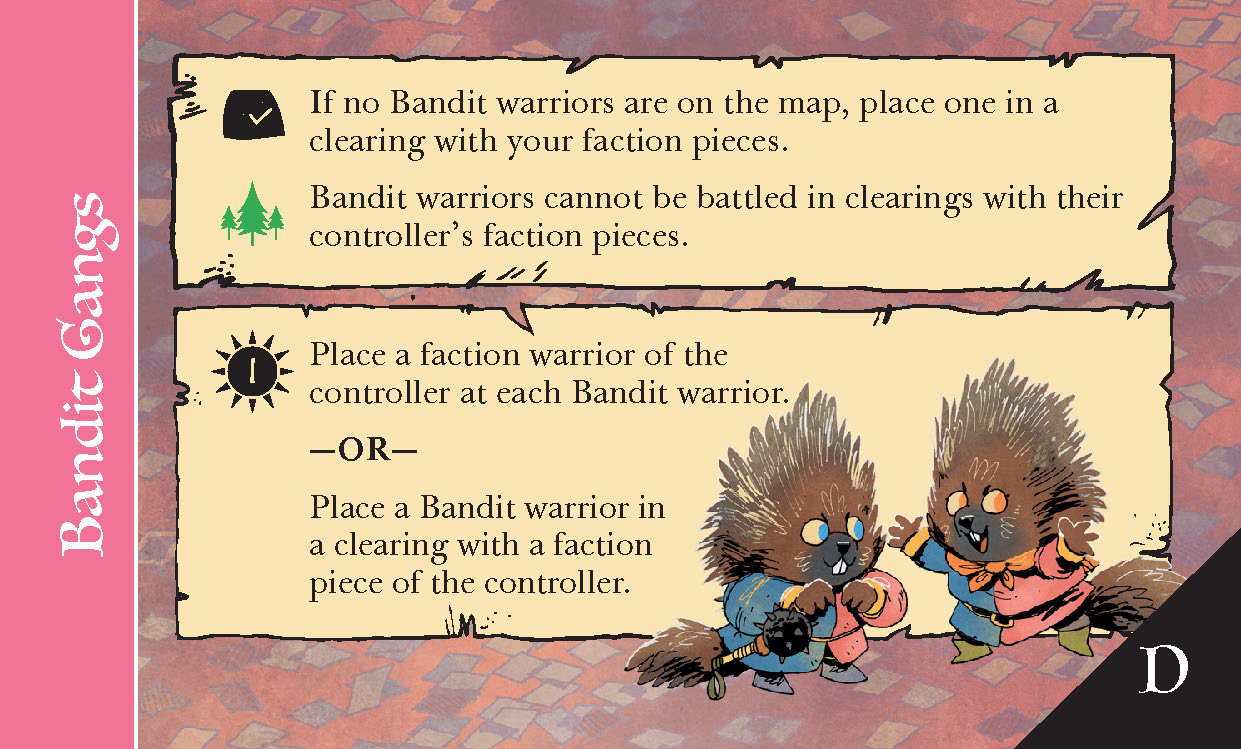 Bandit Gangs
If no Bandit warriors are on the map, place one in a
clearing with your faction pieces.
Bandit warriors cannot be battled in clearings with their
controller’s faction pieces.
1
Place a faction warrior of the
controller at each Bandit warrior.
—OR—
Place a Bandit warrior in
a clearing with a faction
piece of the controller.
D